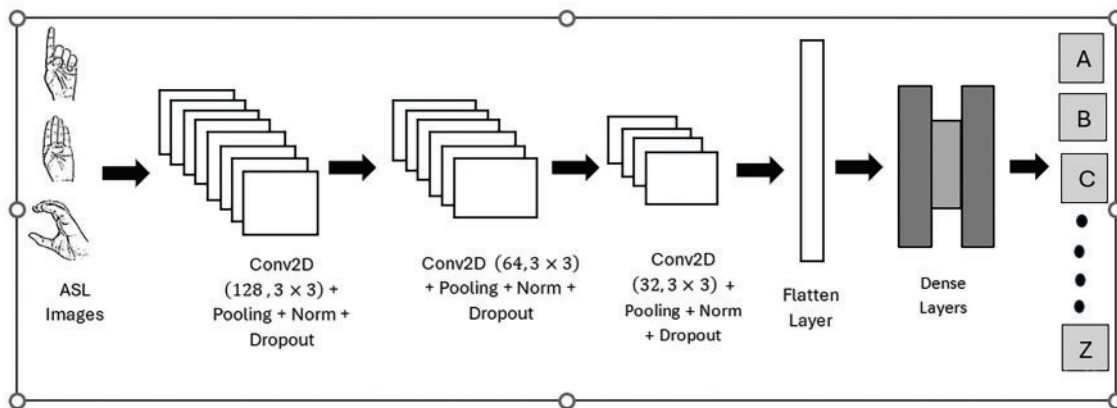 ASL
Images
Conv2D
(128, 3 × 3) +
Pooling + Norm +
Dropout
Conv2D (64, 3 × 3)
+ Pooling + Norm +
Dropout
Conv2D
(32, 3 × 3) +
Pooling + Norm
+ Dropout
Flatten
Layer
Dense
Layers
A
B
C
Z